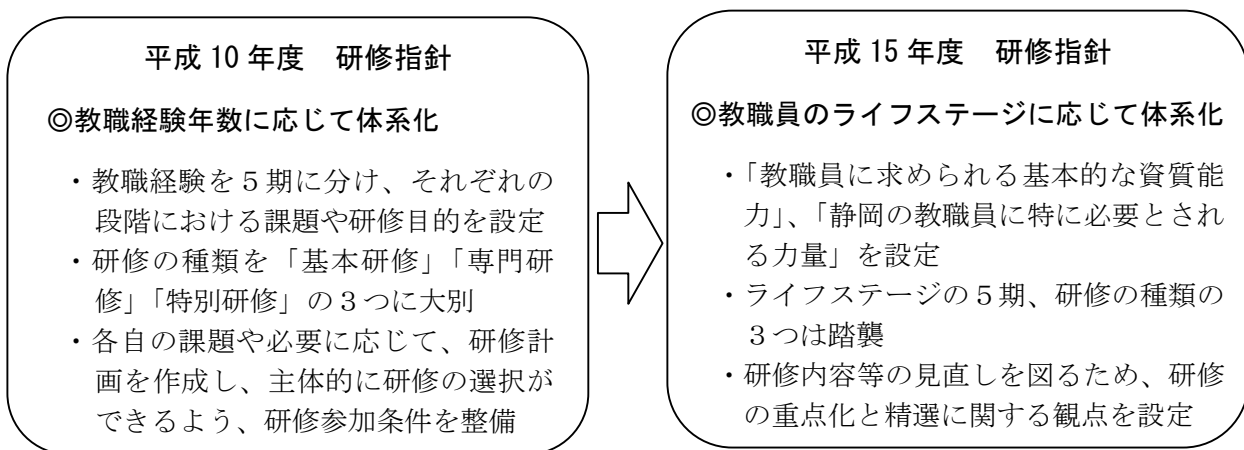 平成 10 年度　研修指針
◎教職経験年数に応じて体系化
・教職経験を５期に分け、それぞれの
段階における課題や研修目的を設定
・研修の種類を「基本研修」「専門研
修」「特別研修」の３つに大別
・各自の課題や必要に応じて、研修計
画を作成し、主体的に研修の選択が
できるよう、研修参加条件を整備
平成 15 年度　研修指針
◎教職員のライフステージに応じて体系化
・「教職員に求められる基本的な資質能
力」、「静岡の教職員に特に必要とされ
る力量」を設定
・ライフステージの５期、研修の種類の
３つは踏襲
・研修内容等の見直しを図るため、研修
の重点化と精選に関する観点を設定